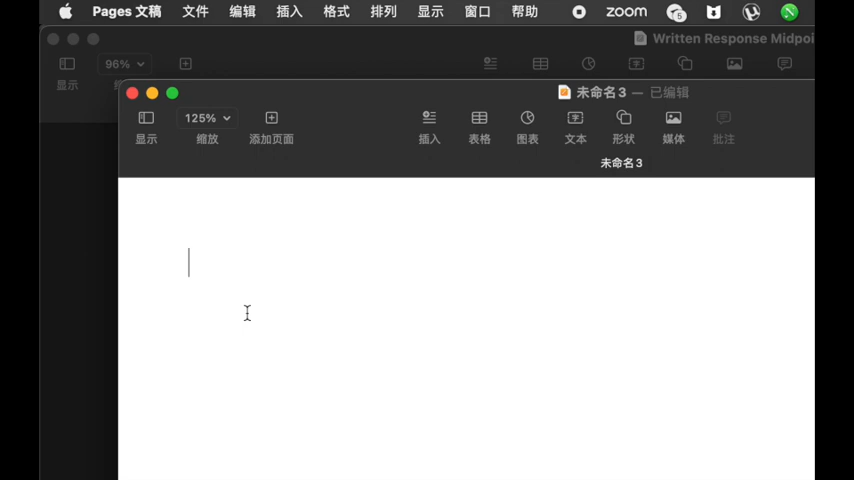 Pages 文稿 文件 编辑 插入 格式 排列 显示 窗口 帮助 zoom 5
Written Response Midpoi
96%
显示
未命名 3 — 已编辑
125%
显示 缩放 添加页面 插入 表格 图表 文本 形状 媒体 批注
未命名 3